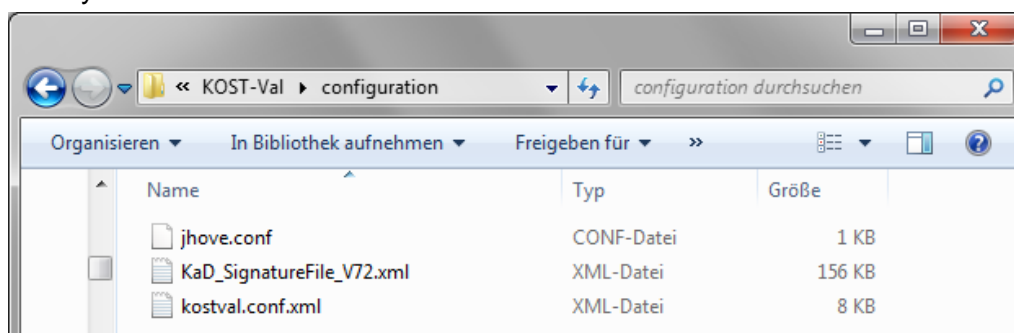 « KOST-Val ▸ configuration configuration durchsuchen
Organisieren ▾ In Bibliothek aufnehmen ▾ Freigeben für ▾ »
Name Typ Größe
jhove.conf CONF-Datei 1 KB
KaD_SignatureFile_V72.xml XML-Datei 156 KB
kostval.conf.xml XML-Datei 8 KB